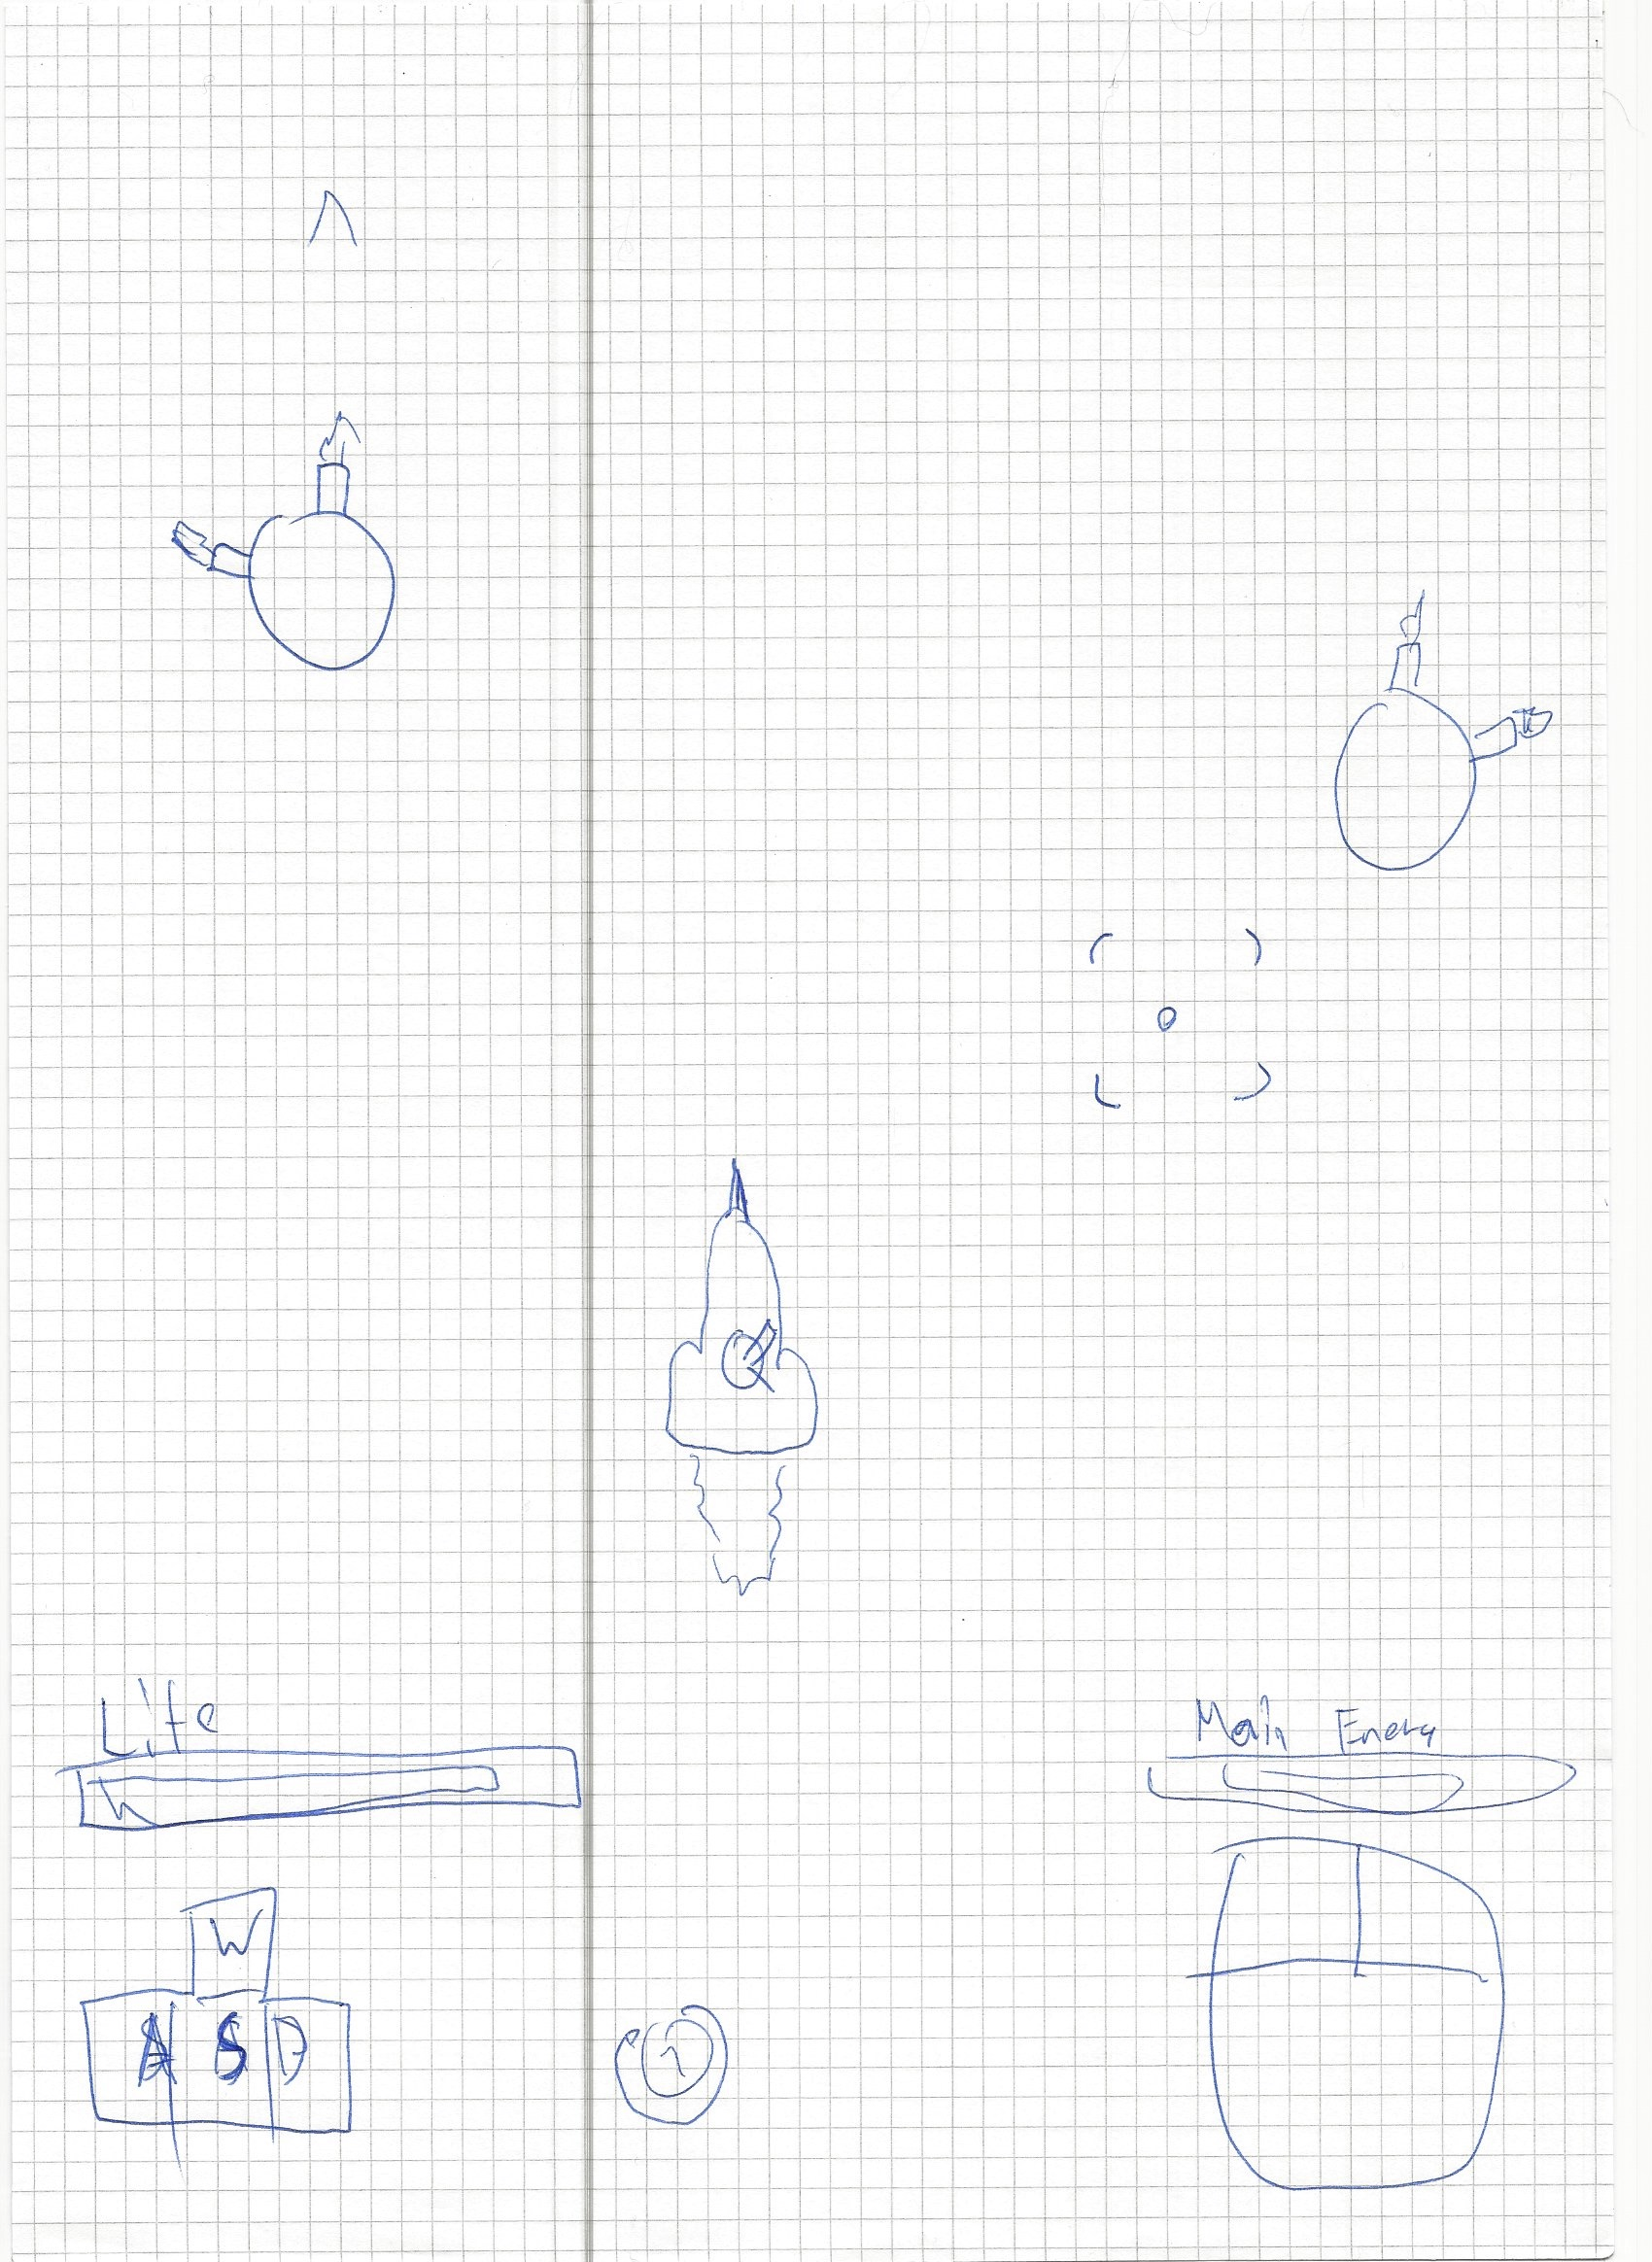 Life
Main Energy
W
A S D